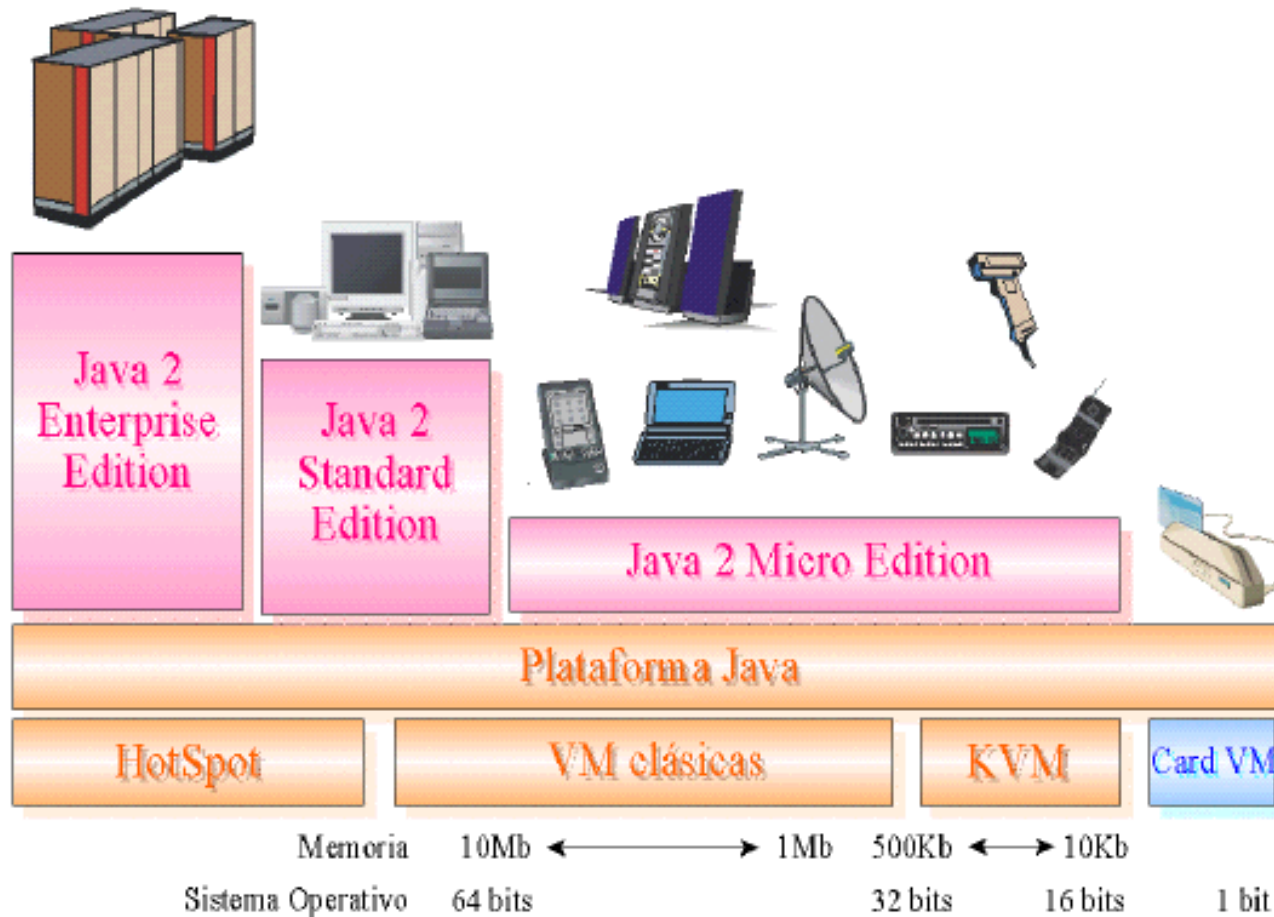 Java 2
Enterprise
Edition
Java 2
Standard
Edition
Java 2 Micro Edition
Plataforma Java
HotSpot
VM clásicas
KVM
Card VM
Memoria 10Mb 1Mb 500Kb 10Kb
Sistema Operativo 64 bits 32 bits 16 bits 1 bit